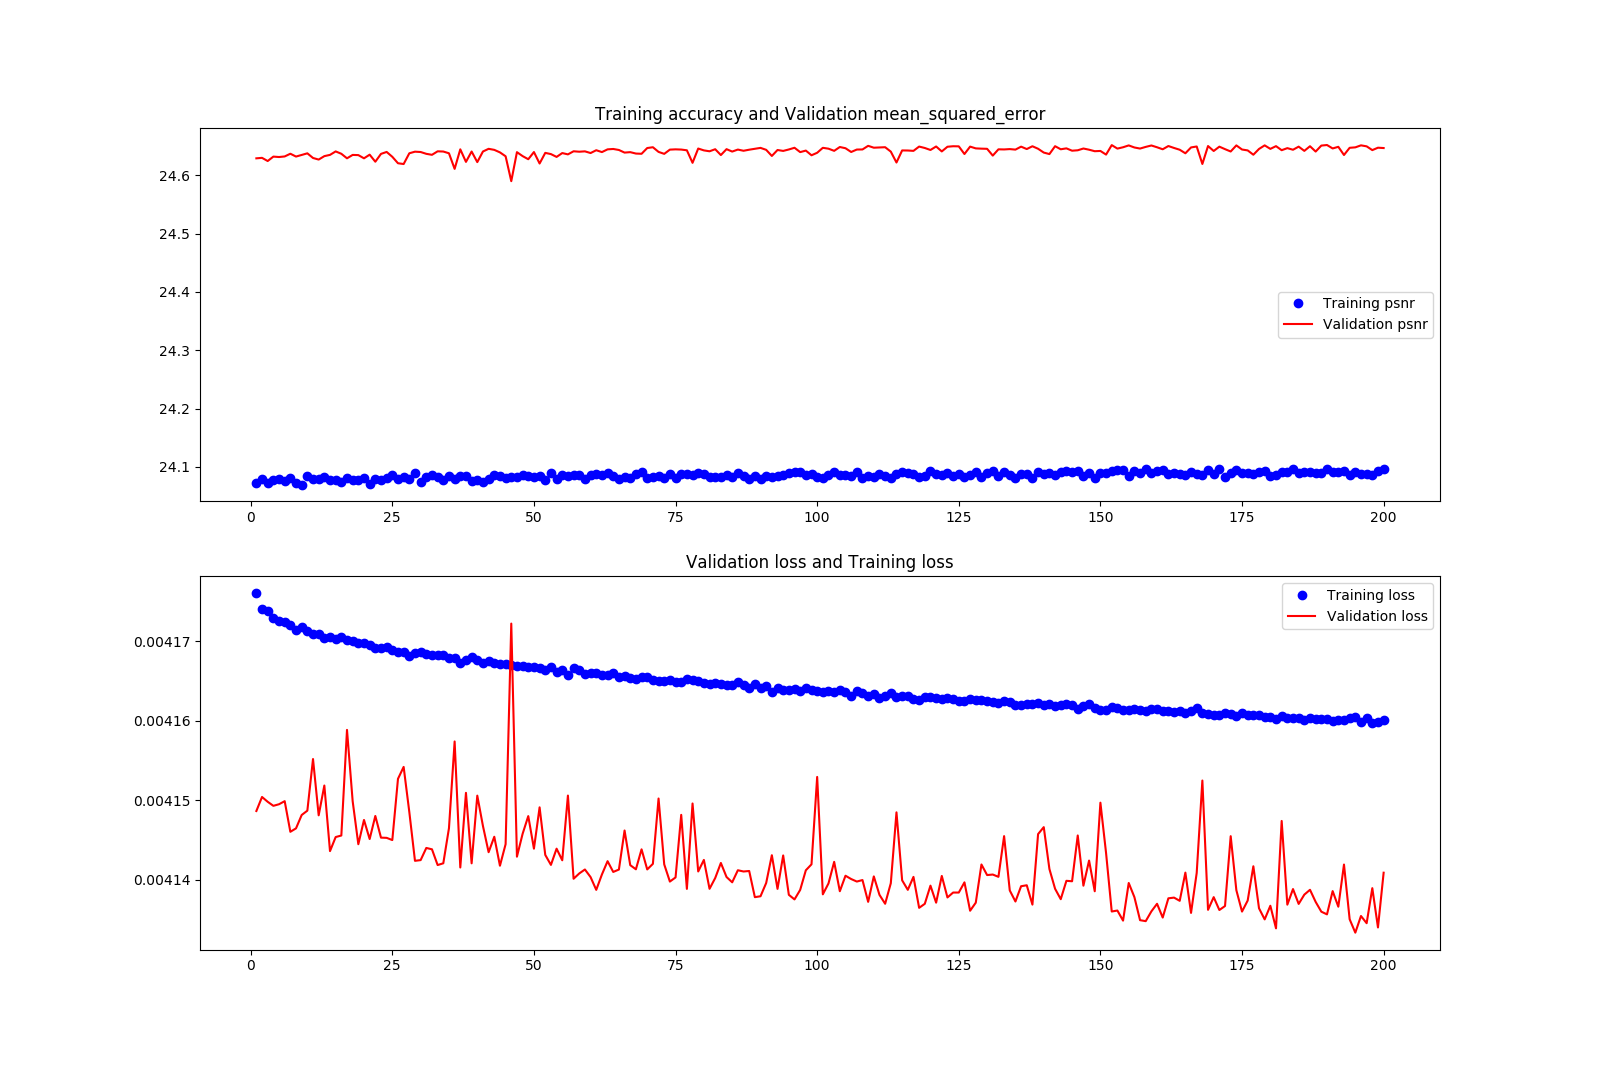 Training accuracy and Validation mean_squared_error
24.6
24.5
24.4
24.3
24.2
24.1
Training psnr
Validation psnr
0 25 50 75 100 125 150 175 200
Validation loss and Training loss
0.00417
0.00416
0.00415
0.00414
Training loss
Validation loss
0 25 50 75 100 125 150 175 200